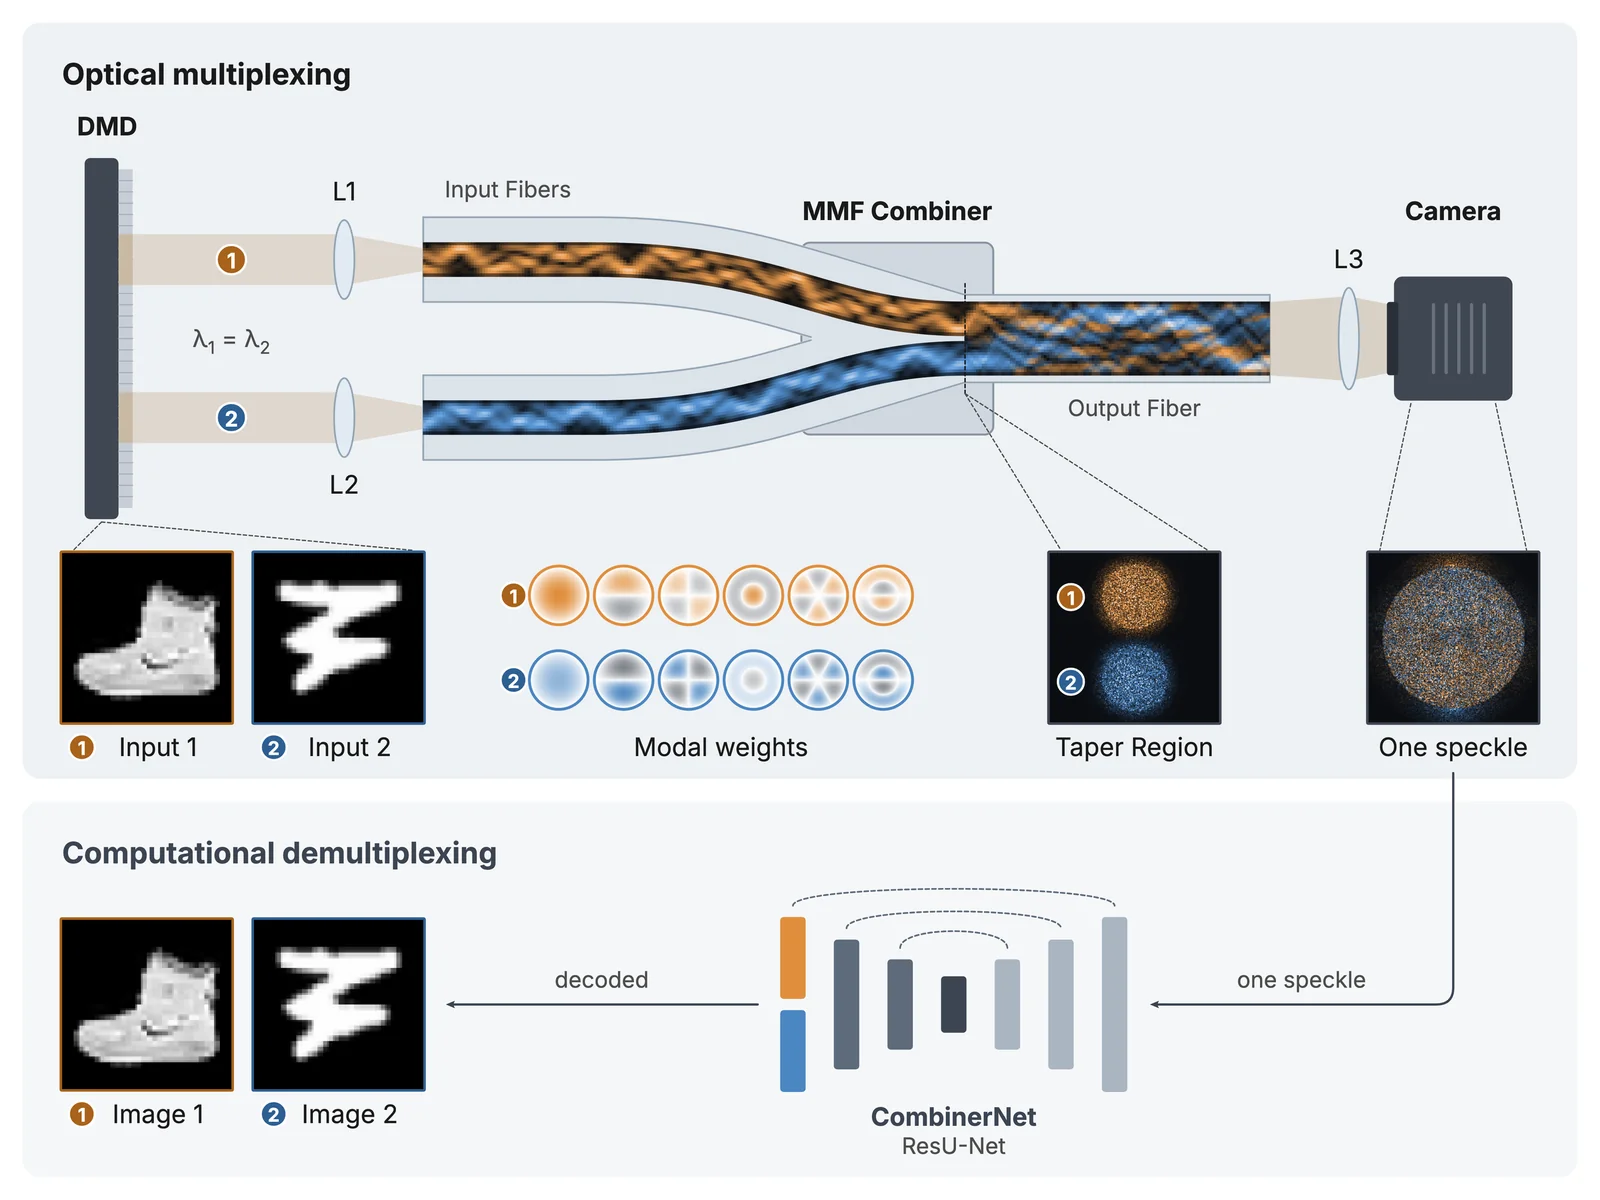 Optical multiplexing
DMD
L1
Input Fibers
MMF Combiner
Camera
L3
1
λ₁ = λ₂
2
L2
Output Fiber
1
2
1
2
1 Input 1
2 Input 2
Modal weights
Taper Region
One speckle
Computational demultiplexing
decoded
one speckle
1 Image 1
2 Image 2
CombinerNet
ResU-Net